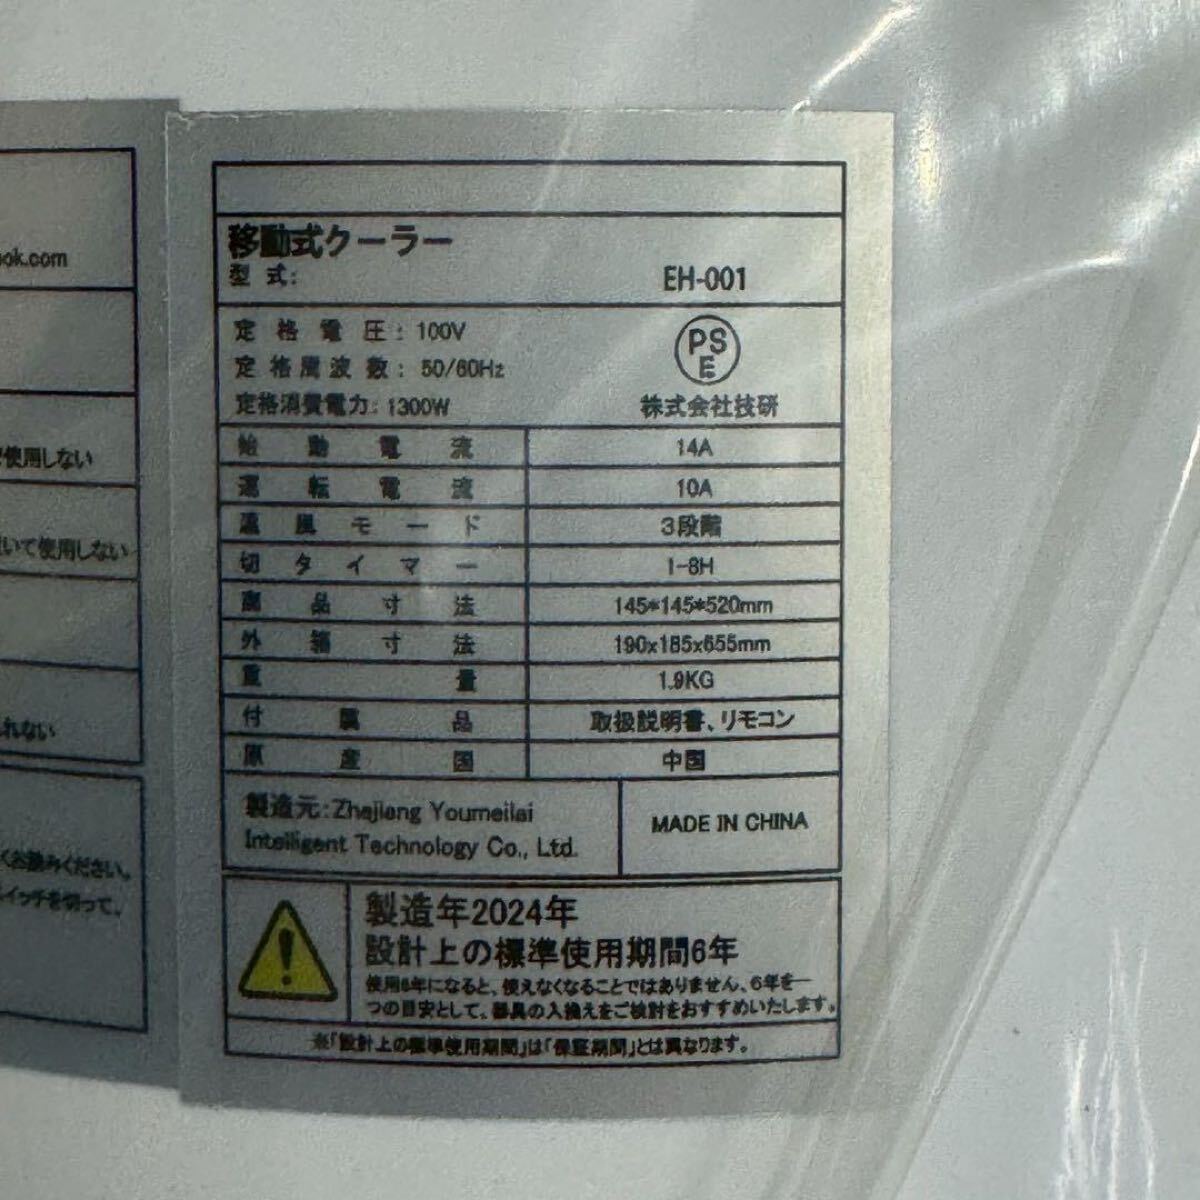 ook.com
使用しない
いて使用しない
れない
くお読みください。
イッチを切って、
移動式クーラー
型式: EH-001
定格電圧: 100V
定格周波数: 50/60Hz
定格消費電力: 1300W
PS
E
株式会社技研
始動電流 14A
運転電流 10A
温風モード 3段階
切タイマー 1-8H
商品寸法 145*145*520mm
外箱寸法 190x185x655mm
重量 1.9KG
付属品 取扱説明書、リモコン
原産国 中国
製造元: Zhejiang Youmeilai
Intelligent Technology Co., Ltd.
MADE IN CHINA
製造年2024年
設計上の標準使用期間6年
使用6年になると、使えなくなることではありません、6年を一
つの目安として、器具の入換えをご検討をおすすめいたします。
※「設計上の標準使用期間」は「保証期間」とは異なります。